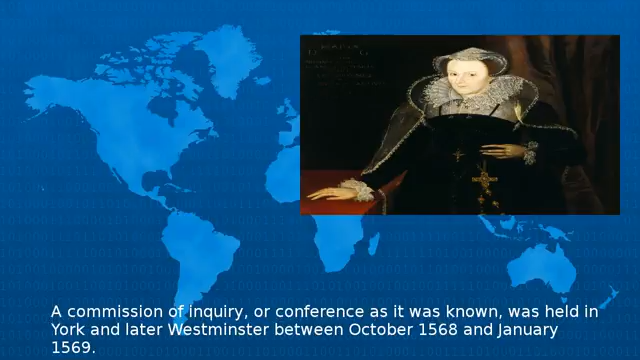 A commission of inquiry, or conference as it was known, was held in
York and later Westminster between October 1568 and January
1569.